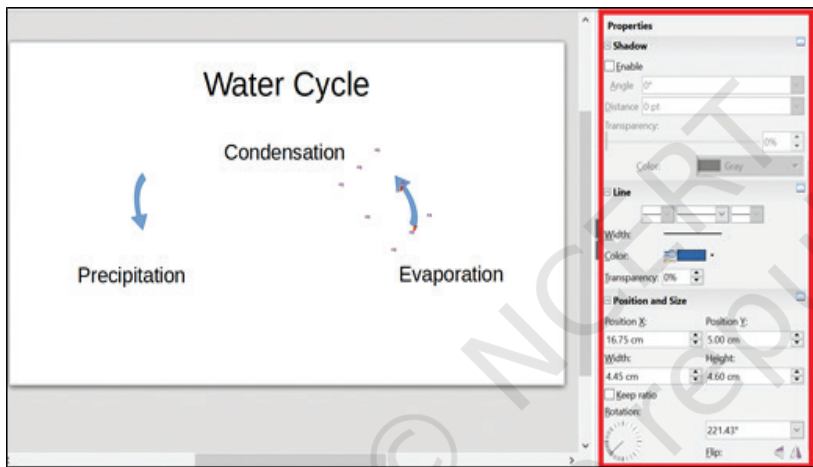 Water Cycle
Condensation
Precipitation
Evaporation
Properties
Shadow
Enable
Angle 0°
Distance 0 pt
Transparency:
0%
Color: Gray
Line
Width:
Color:
Transparency: 0%
Position and Size
Position X: Position Y:
16.75 cm 5.00 cm
Width: Height:
4.45 cm 4.60 cm
Keep ratio
Rotation:
221.43°
Flip:
© NCERT